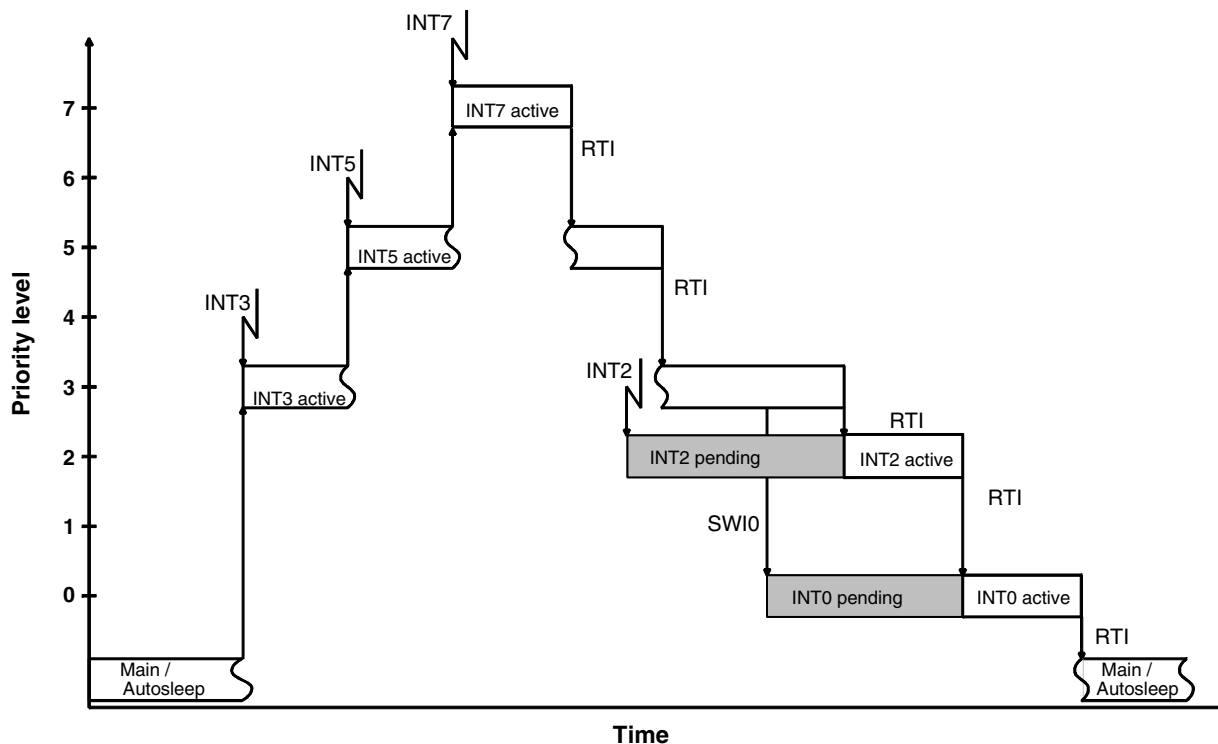 INT7
7
INT7 active
RTI
INT5
6
5
INT5 active
RTI
INT3
4
INT2
3
INT3 active
RTI
2
INT2 pending
INT2 active
RTI
1
SWI0
0
INT0 pending
INT0 active
RTI
Main /
Autosleep
Main /
Autosleep
Priority level
Time